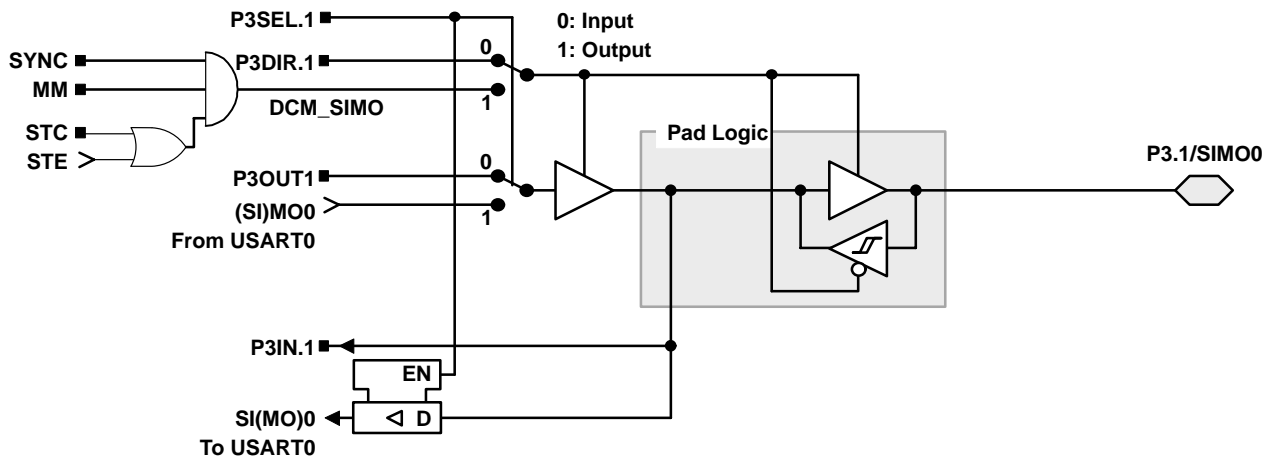 P3SEL.1
0: Input
1: Output
SYNC
P3DIR.1
0
MM
1
DCM_SIMO
STC
STE
Pad Logic
P3.1/SIMO0
P3OUT1
0
(SI)MO0
1
From USART0
P3IN.1
EN
SI(MO)0
D
To USART0